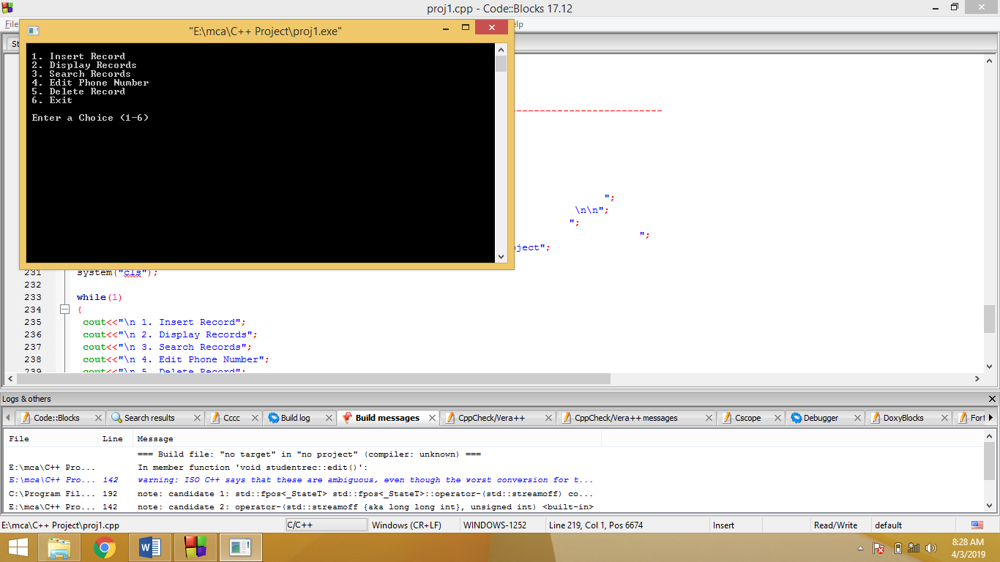 proj1.cpp - Code::Blocks 17.12
File
elp
"E:\mca\C++ Project\proj1.exe"
St
1. Insert Record
2. Display Records
3. Search Records
4. Edit Phone Number
5. Delete Record
6. Exit
Enter a Choice (1-6)
";
\n\n";
";
";
ject";
231 system("cls");
232
233 while(1)
234 {
235 cout<<"\n 1. Insert Record";
236 cout<<"\n 2. Display Records";
237 cout<<"\n 3. Search Records";
238 cout<<"\n 4. Edit Phone Number";
239 cout<<"\n 5. Delete Record";
Logs & others
Code::Blocks Search results Cccc Build log Build messages CppCheck/Vera++ CppCheck/Vera++ messages Cscope Debugger DoxyBlocks Fort
File Line Message
=== Build file: "no target" in "no project" (compiler: unknown) ===
E:\mca\C++ Pro... In member function 'void studentrec::edit()':
E:\mca\C++ Pro... 142 warning: ISO C++ says that these are ambiguous, even though the worst conversion for t...
C:\Program Fil... 192 note: candidate 1: std::fpos<_StateT> std::fpos<_StateT>::operator-(std::streamoff) co...
E:\mca\C++ Pro... 142 note: candidate 2: operator-(std::streamoff {aka long long int}, unsigned int) <built-in>
E:\mca\C++ Project\proj1.cpp C/C++ Windows (CR+LF) WINDOWS-1252 Line 219, Col 1, Pos 6674 Insert Read/Write default
8:28 AM
4/3/2019